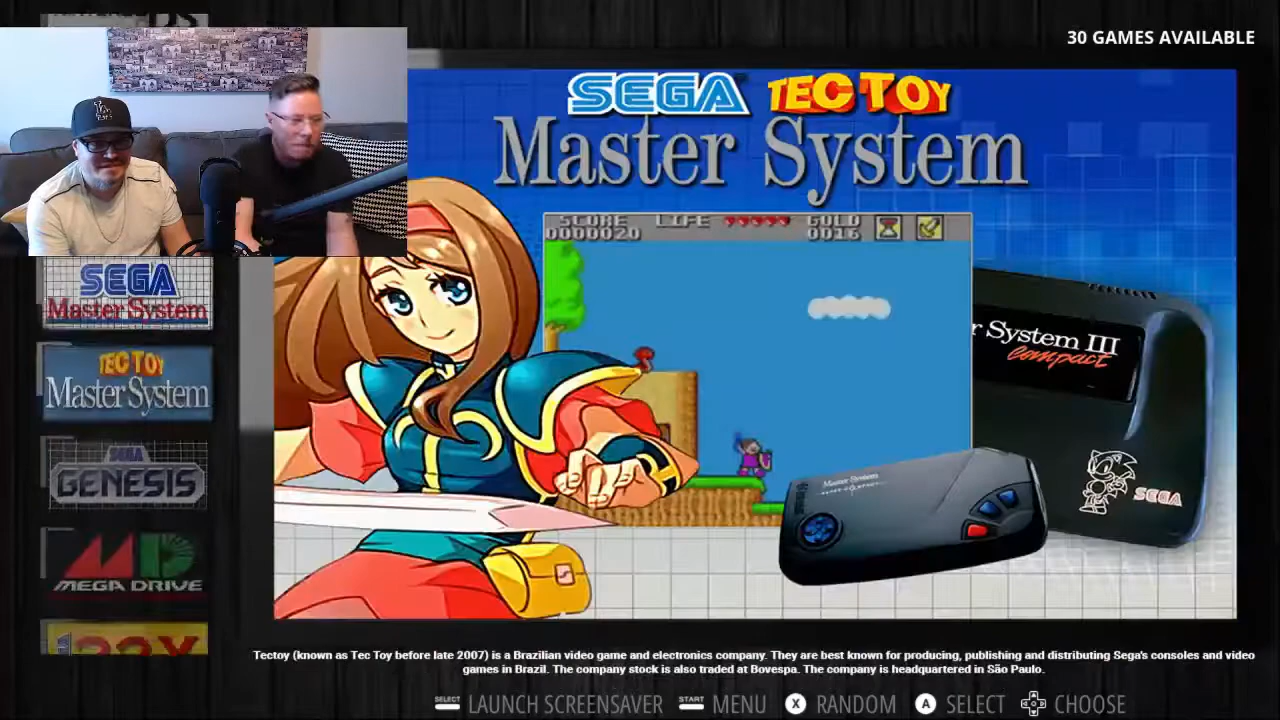 30 GAMES AVAILABLE
SEGA TECTOY
Master System
SCORE LIFE GOLD
0000020 0016
SEGA
Master System
r System III
compact
TEC TOY
Master System
SEGA
GENESIS
Master System
SEGA
MD
MEGA DRIVE
32X
Tectoy (known as Tec Toy before late 2007) is a Brazilian video game and electronics company. They are best known for producing, publishing and distributing Sega's consoles and video
games in Brazil. The company stock is also traded at Bovespa. The company is headquartered in São Paulo.
SELECT LAUNCH SCREENSAVER START MENU X RANDOM A SELECT CHOOSE